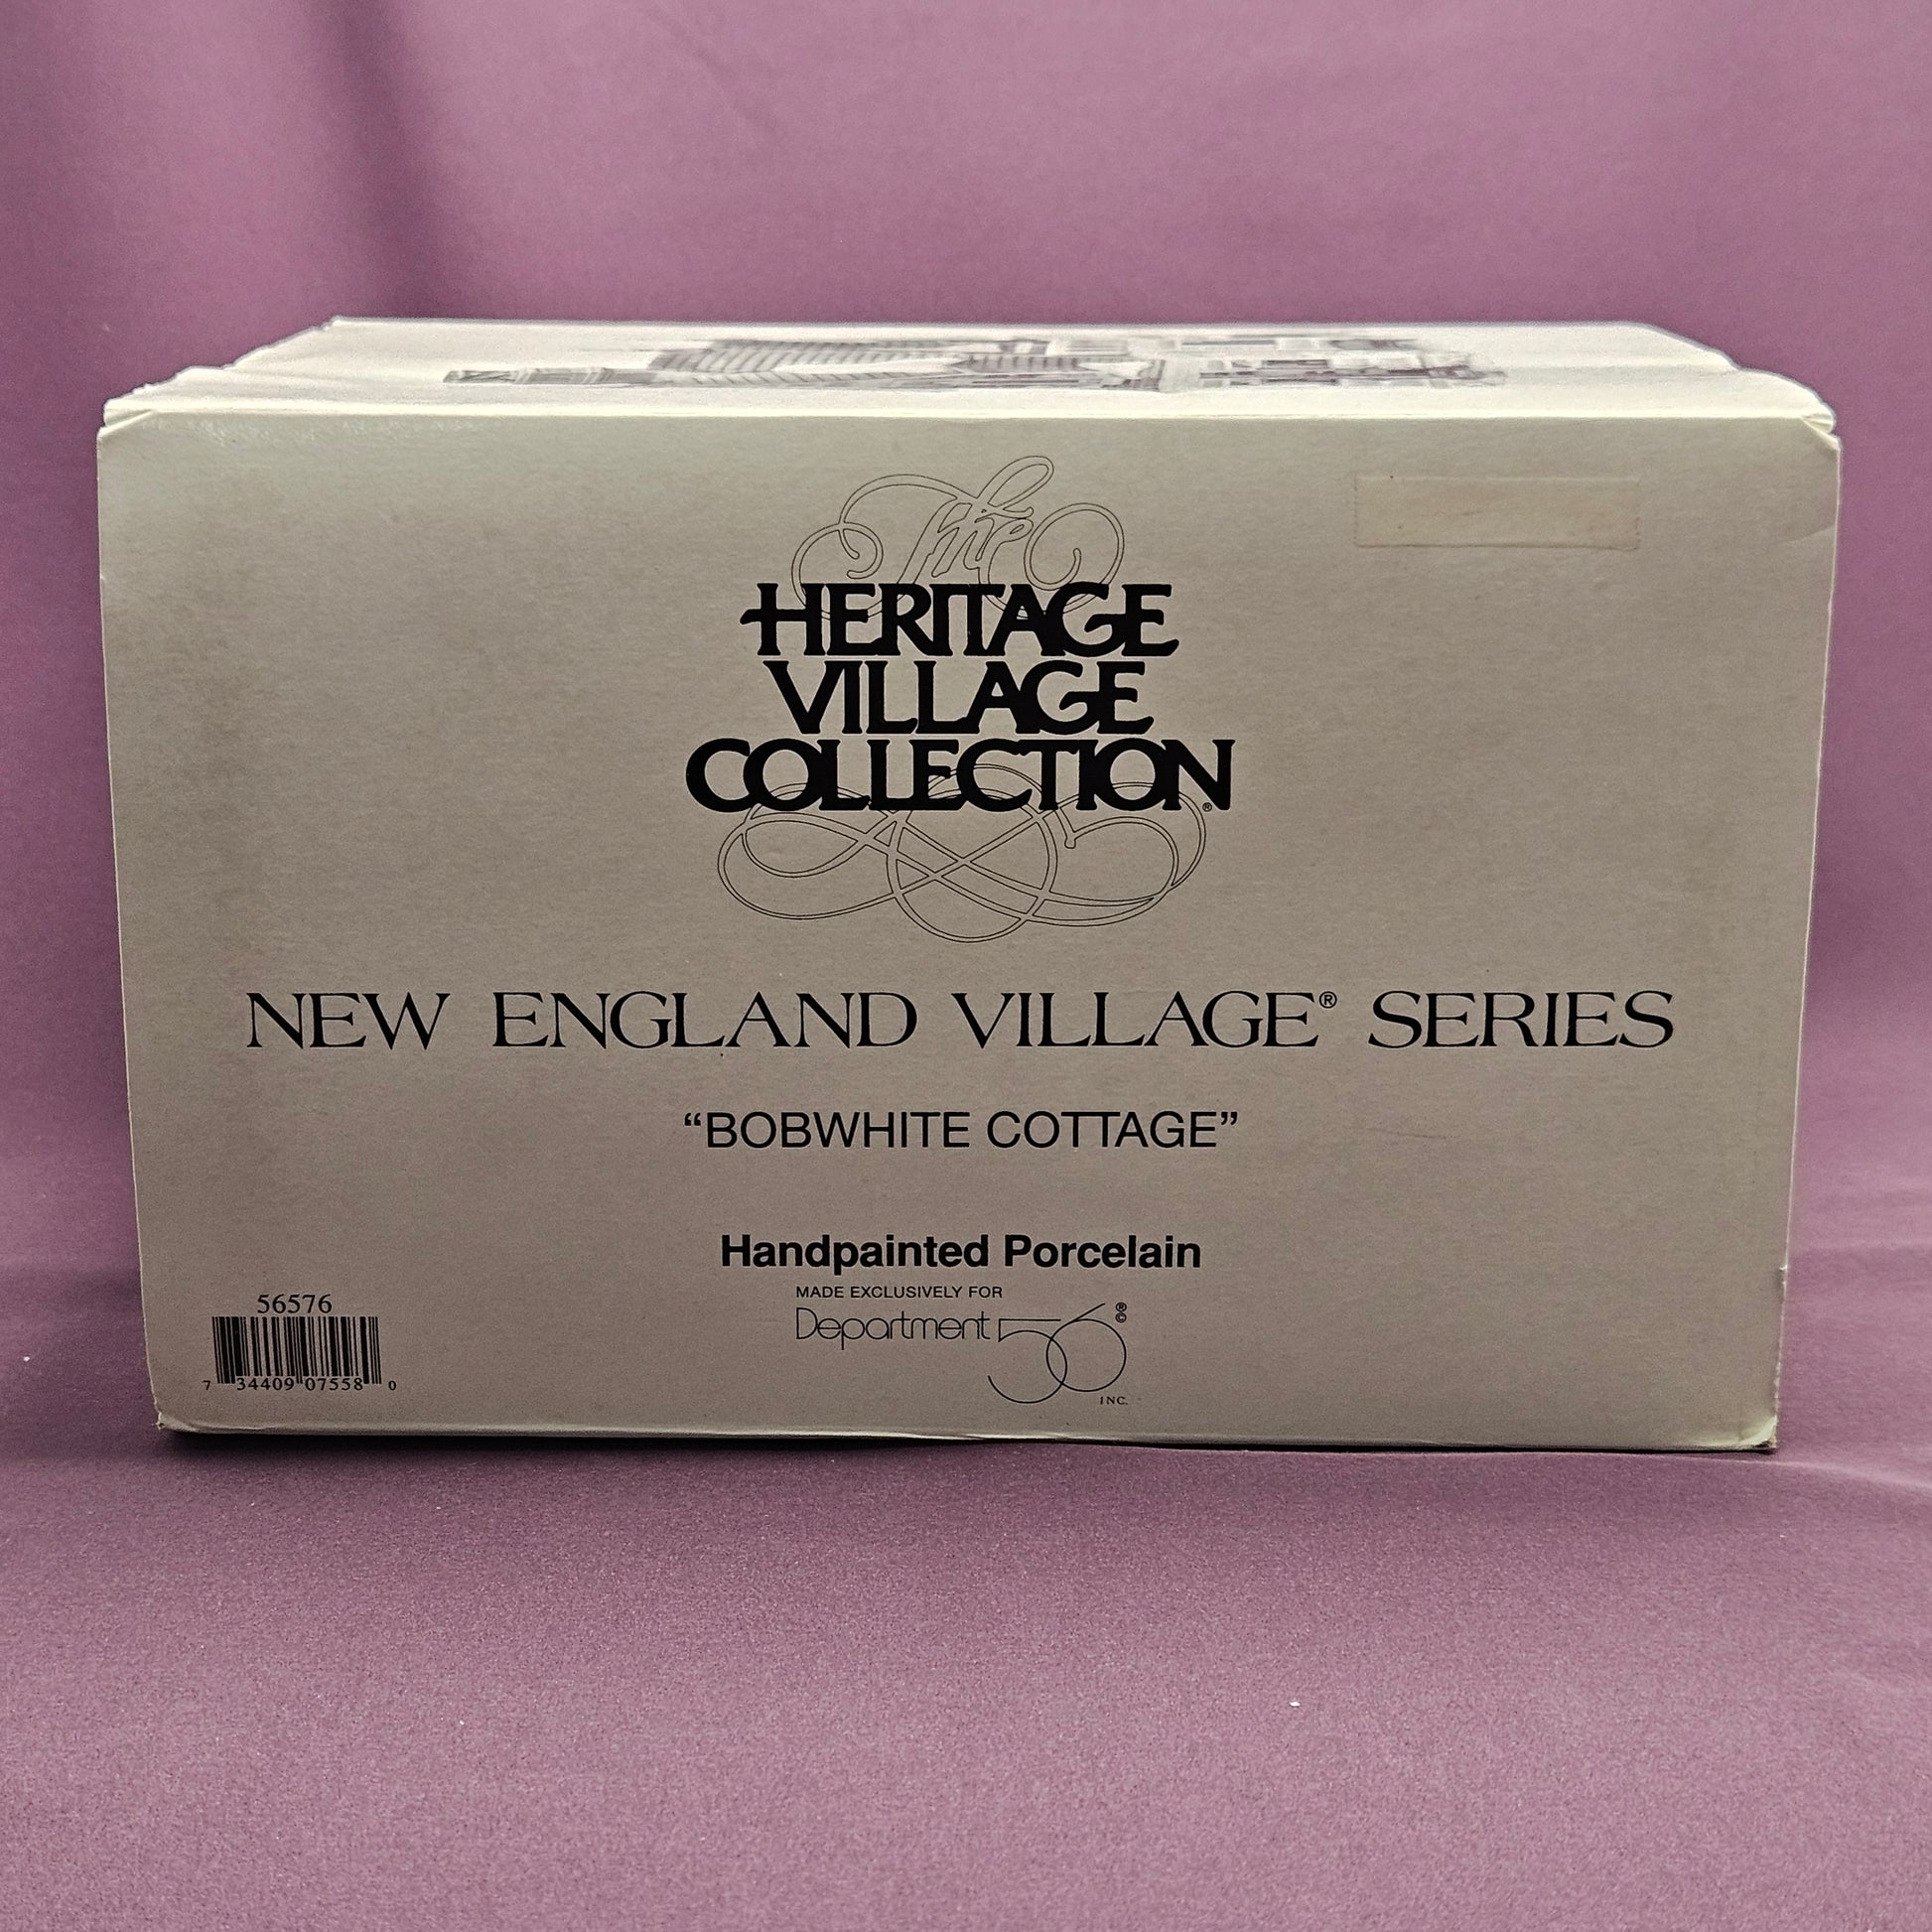 The
HERITAGE
VILLAGE
COLLECTION®
NEW ENGLAND VILLAGE® SERIES
“BOBWHITE COTTAGE”
Handpainted Porcelain
MADE EXCLUSIVELY FOR
Department 56 ® ©
INC.
56576
7 34409 07558 0